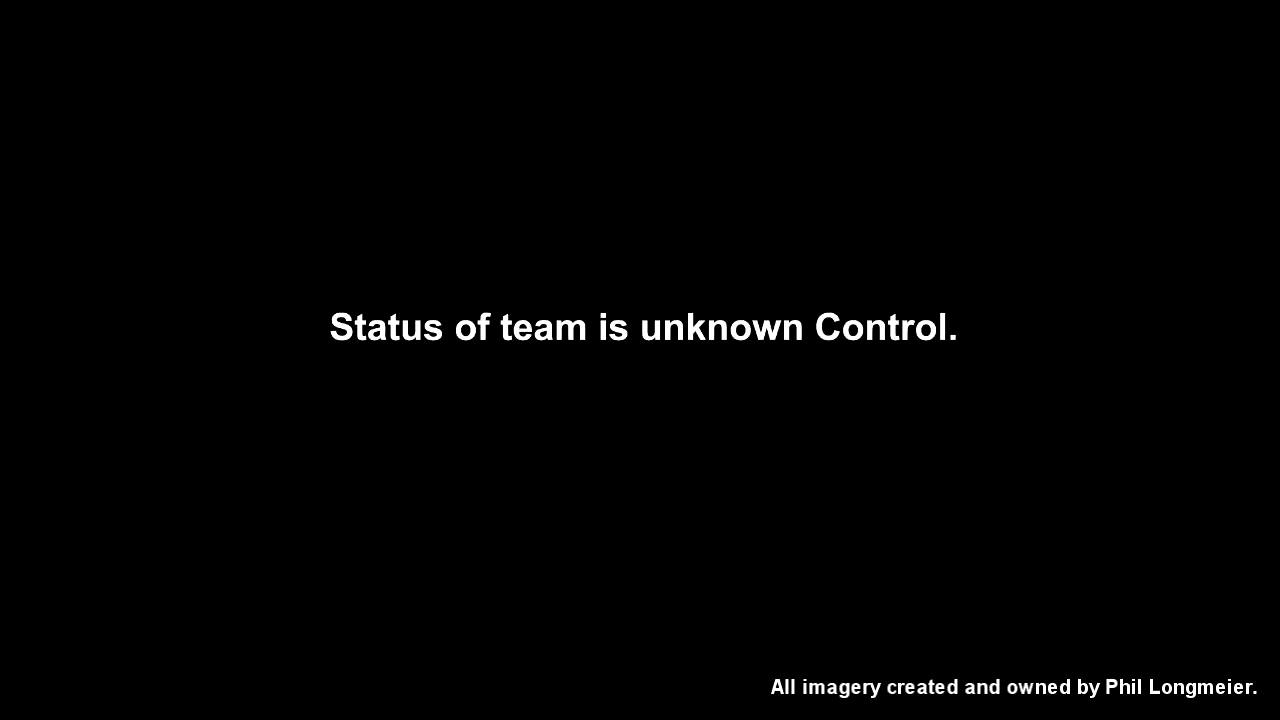 Status of team is unknown Control.
All imagery created and owned by Phil Longmeier.